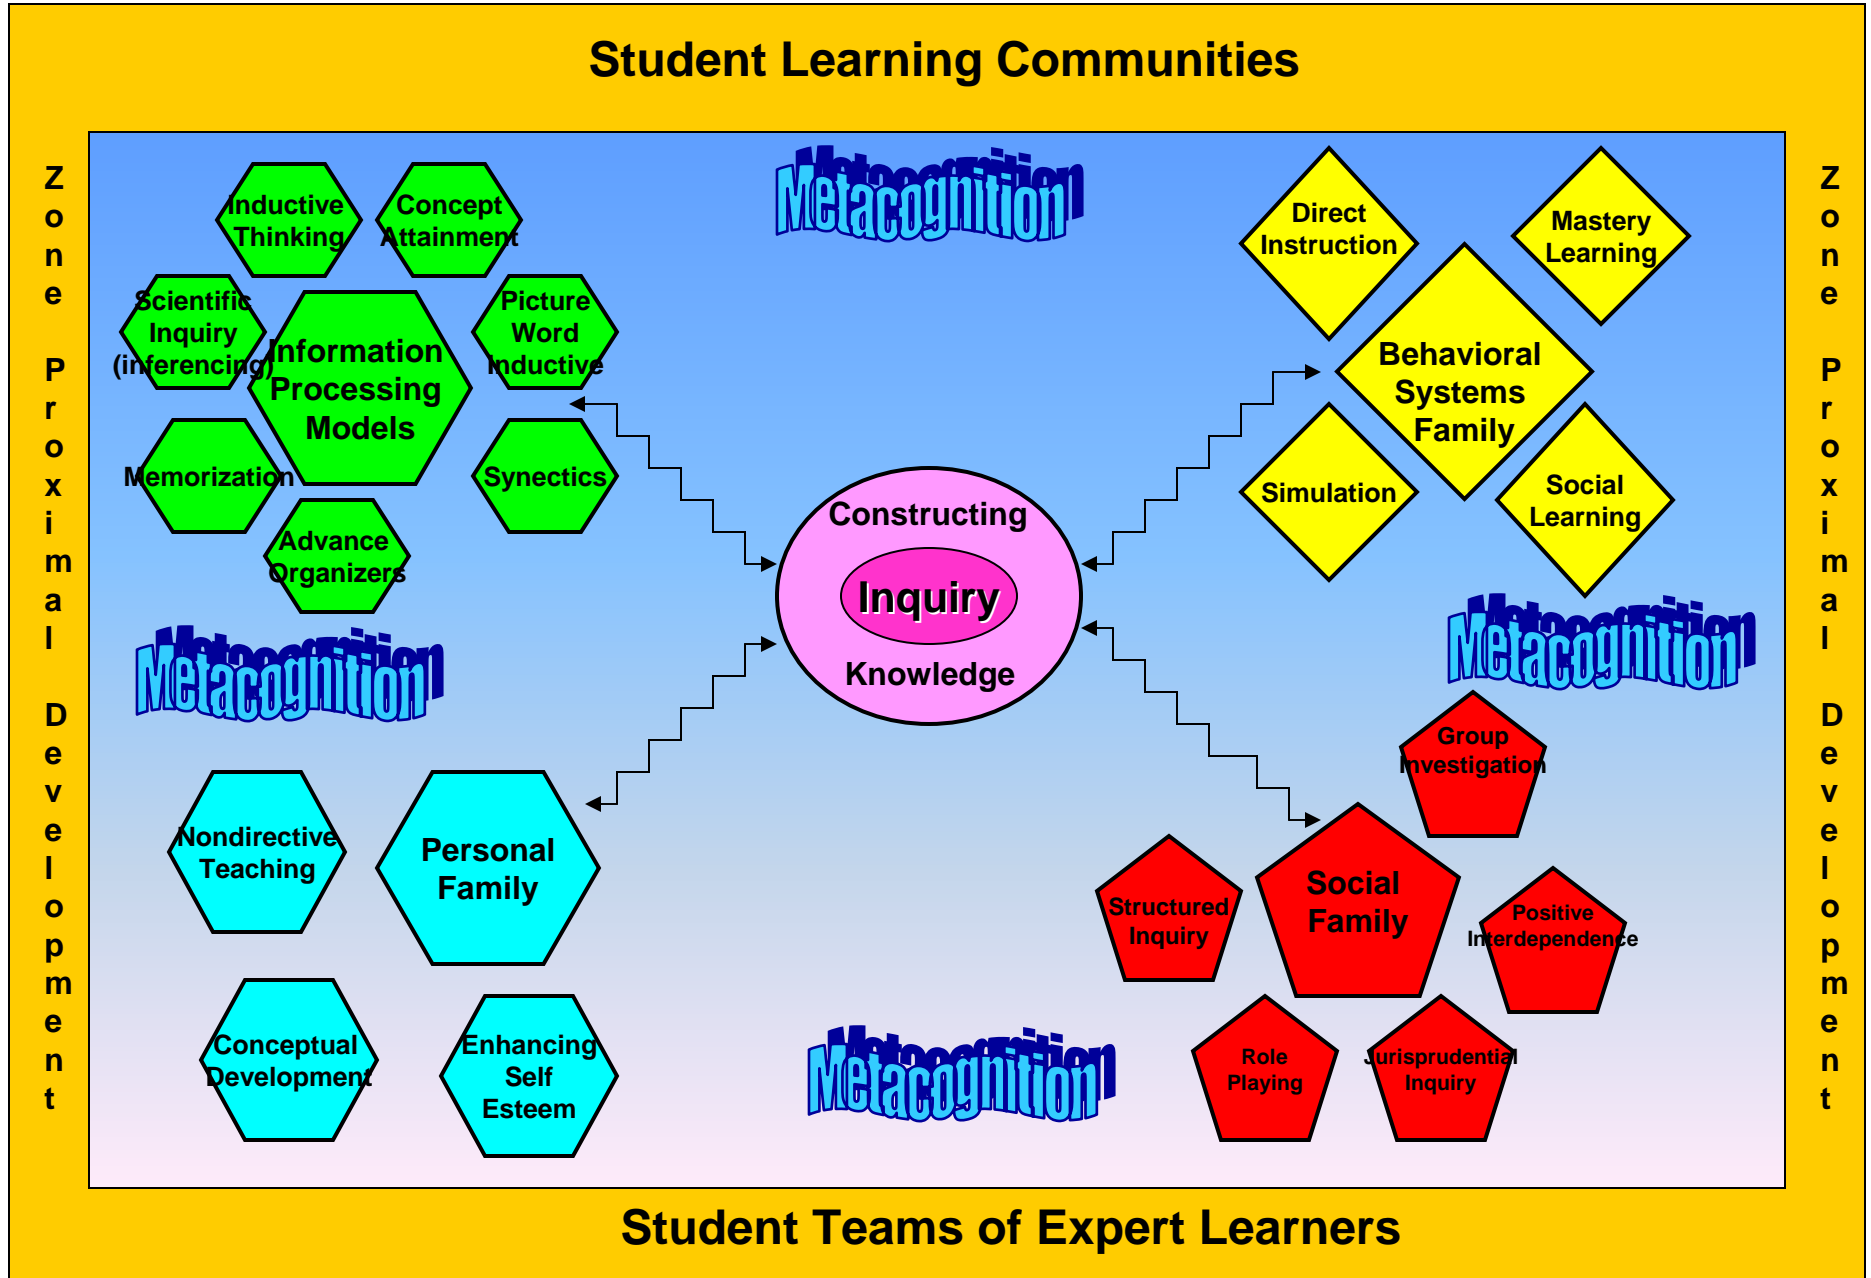 Student Learning Communities
Zone Proximal Development
Inductive
Thinking
Concept
Attainment
Scientific
Inquiry
(inferencing)
Picture
Word
Inductive
Information
Processing
Models
Memorization
Synectics
Advance
Organizers
Metacognition
Metacognition
Direct
Instruction
Mastery
Learning
Behavioral
Systems
Family
Simulation
Social
Learning
Constructing
Inquiry
Knowledge
Metacognition
Nondirective
Teaching
Personal
Family
Conceptual
Development
Enhancing
Self
Esteem
Metacognition
Group
Investigation
Structured
Inquiry
Social
Family
Positive
Interdependence
Role
Playing
Jurisprudential
Inquiry
Zone Proximal Development
Student Teams of Expert Learners